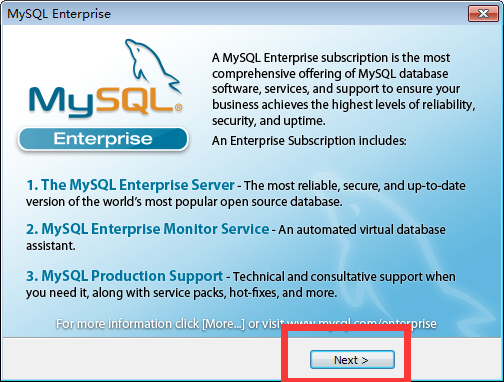 MySQL Enterprise
A MySQL Enterprise subscription is the most
comprehensive offering of MySQL database
software, services, and support to ensure your
business achieves the highest levels of reliability,
security, and uptime.
An Enterprise Subscription includes:
MySQL®
Enterprise
1. The MySQL Enterprise Server - The most reliable, secure, and up-to-date
version of the world's most popular open source database.
2. MySQL Enterprise Monitor Service - An automated virtual database
assistant.
3. MySQL Production Support - Technical and consultative support when
you need it, along with service packs, hot-fixes, and more.
For more information click [More...] or visit www.mysql.com/enterprise
Next >